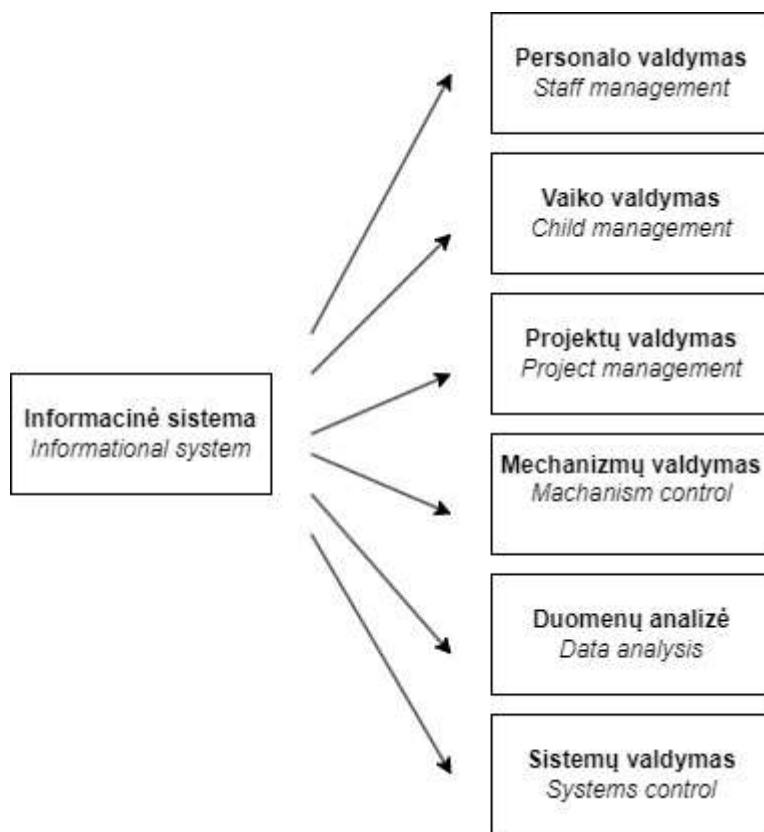 Personalo valdymas
Staff management
Vaiko valdymas
Child management
Projektų valdymas
Project management
Informacinė sistema
Informational system
Mechanizmų valdymas
Machanism control
Duomenų analizė
Data analysis
Sistemų valdymas
Systems control